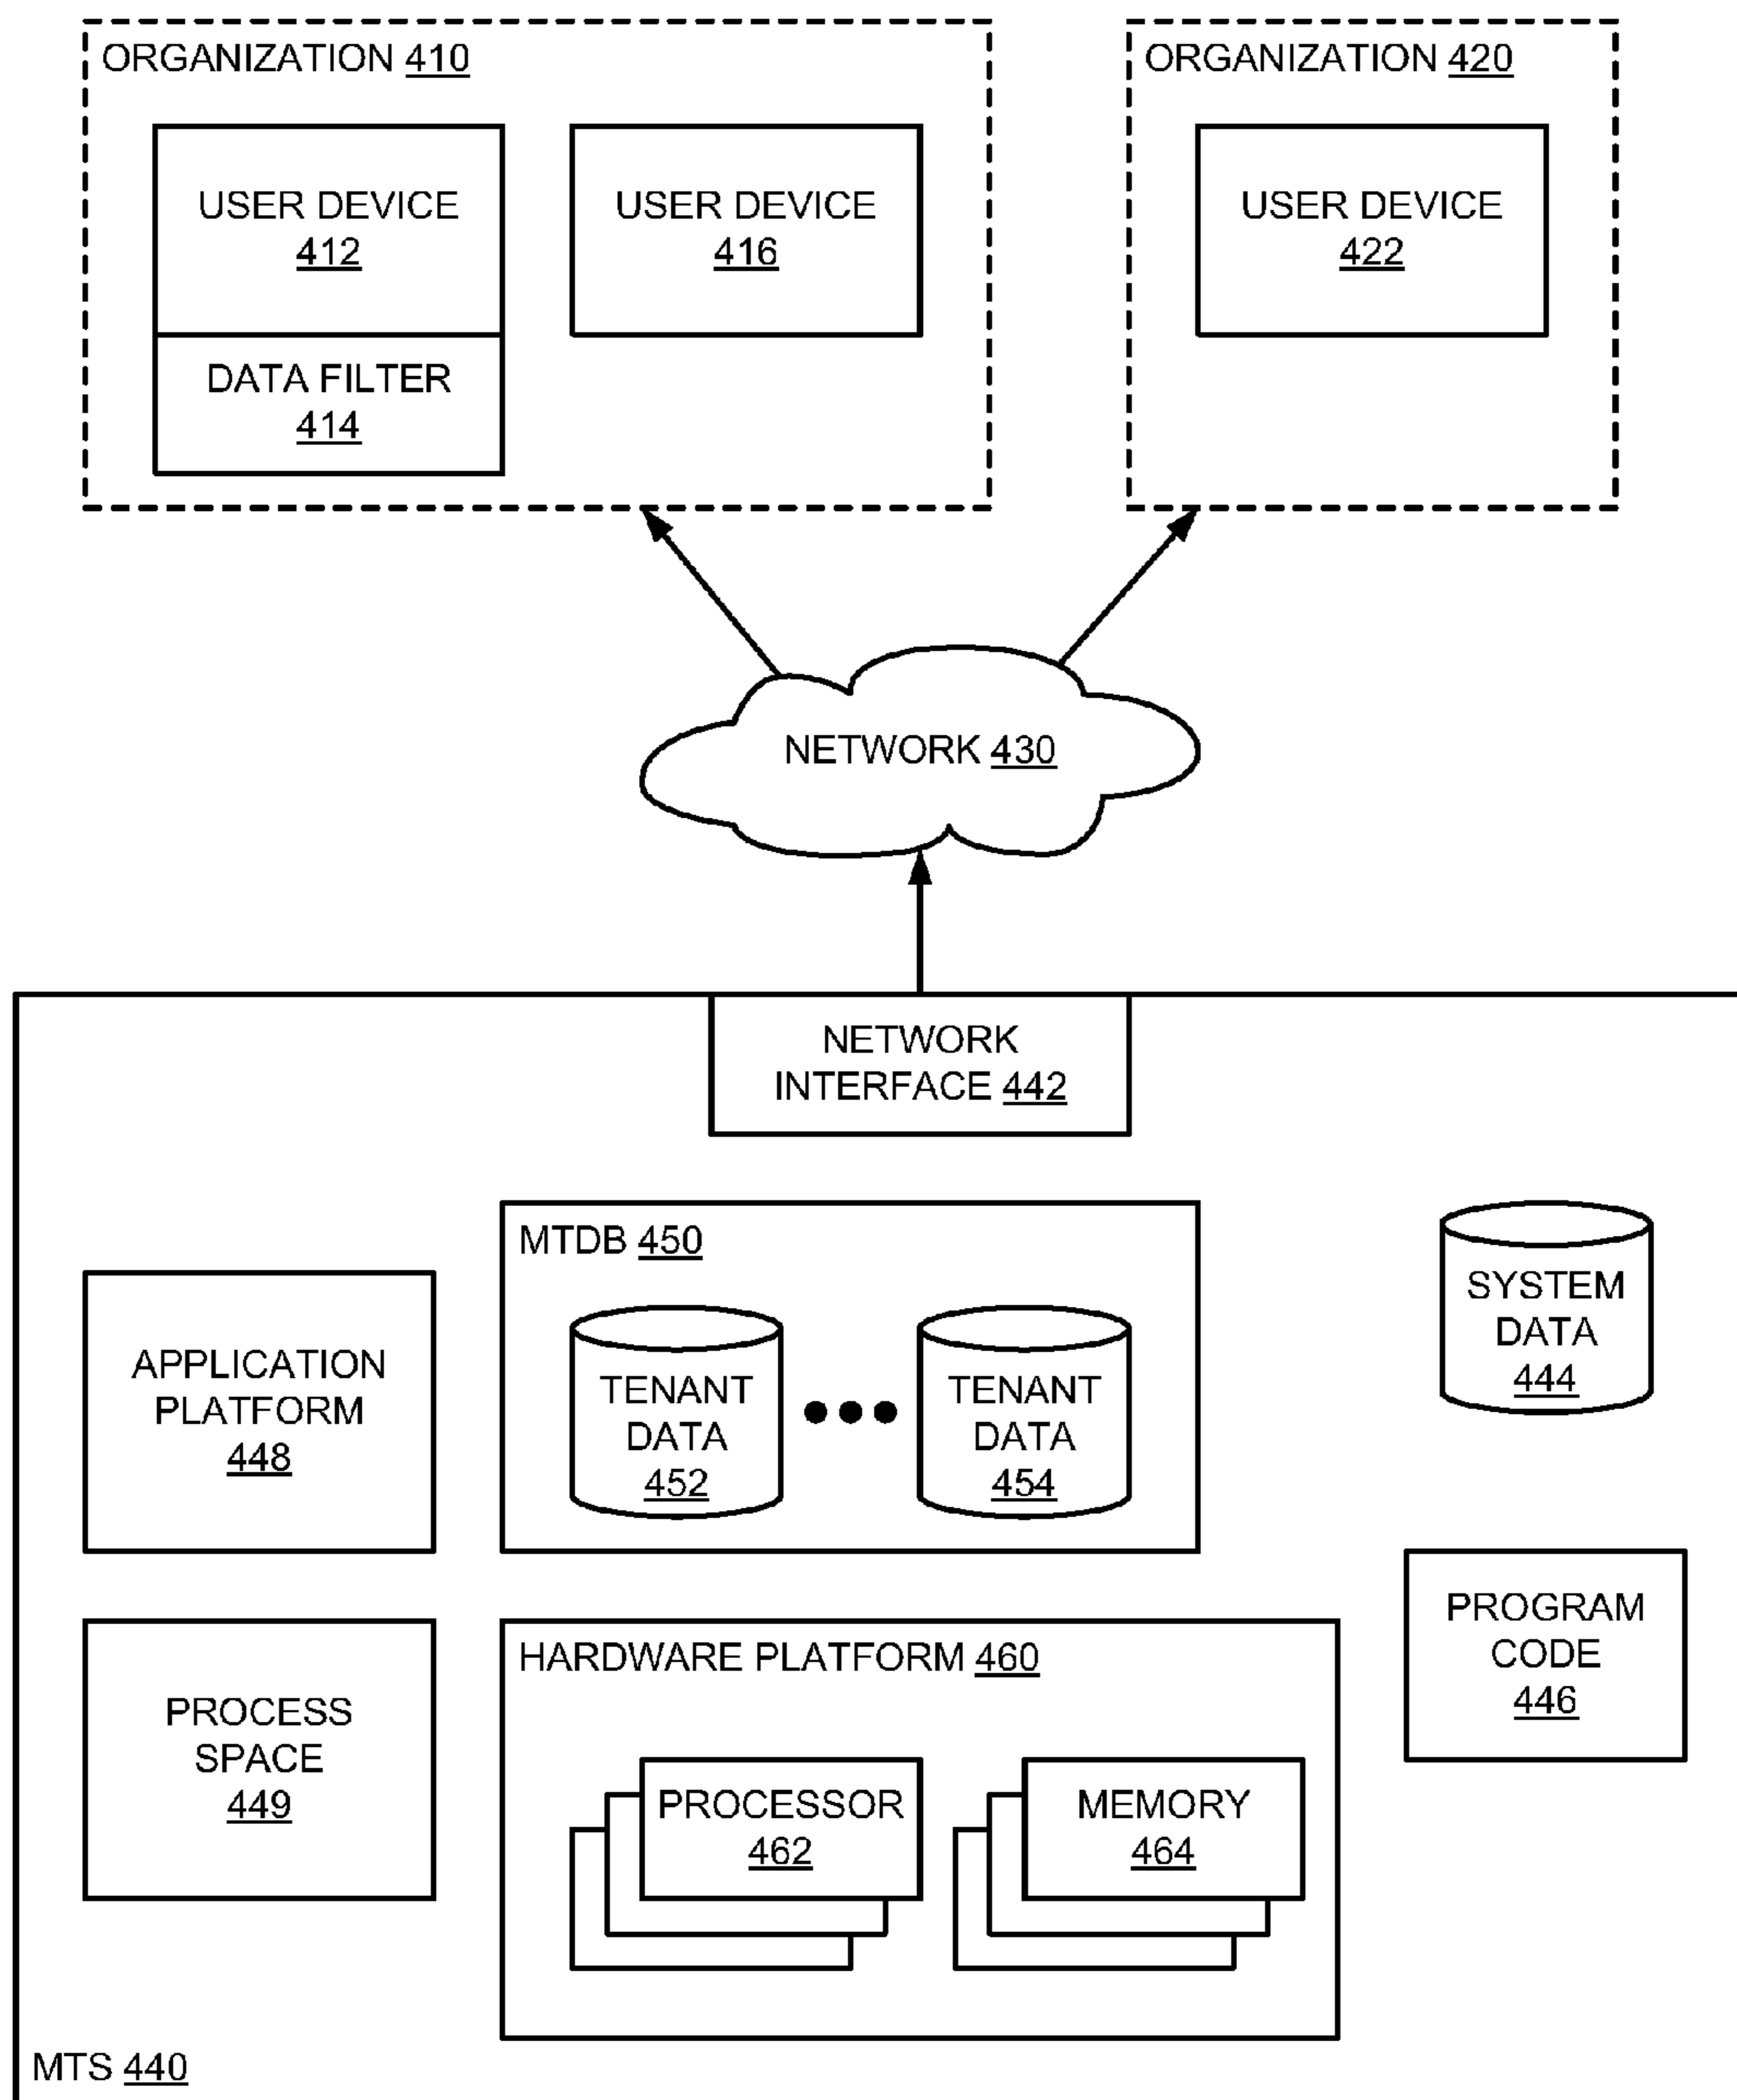 ORGANIZATION 410
USER DEVICE
412
DATA FILTER
414
USER DEVICE
416
ORGANIZATION 420
USER DEVICE
422
NETWORK 430
NETWORK
INTERFACE 442
MTDB 450
TENANT
DATA
452
TENANT
DATA
454
SYSTEM
DATA
444
APPLICATION
PLATFORM
448
PROCESS
SPACE
449
HARDWARE PLATFORM 460
PROCESSOR
462
MEMORY
464
PROGRAM
CODE
446
MTS 440